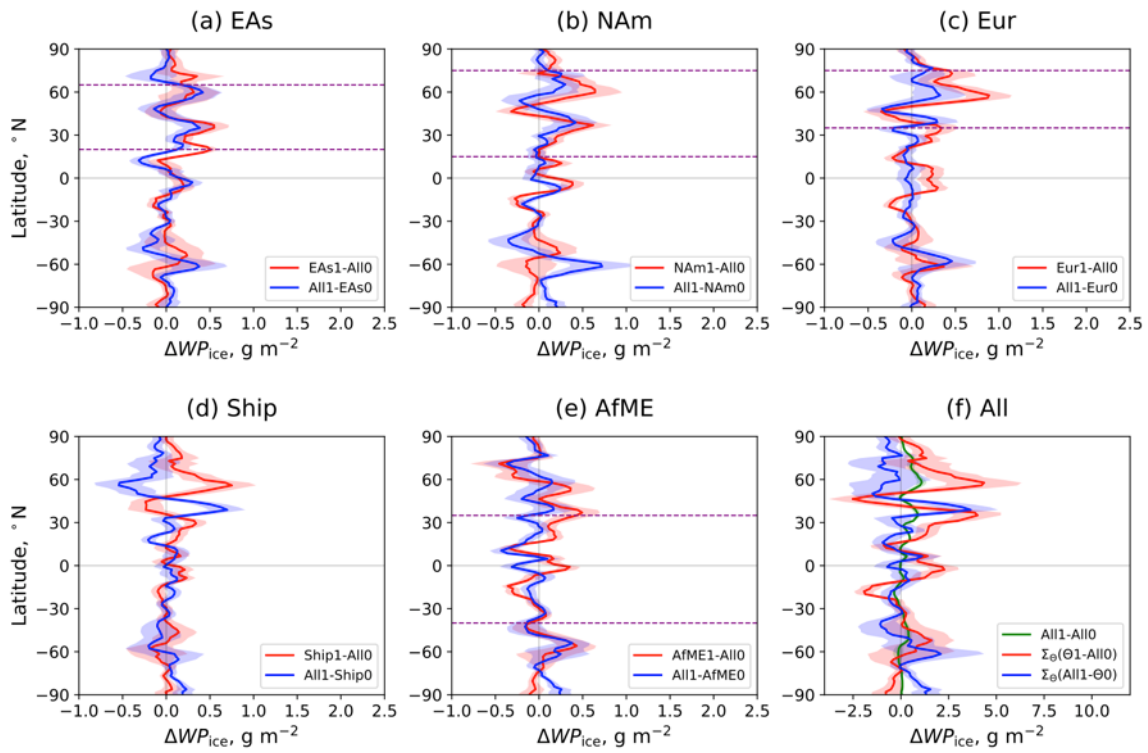 (a) EAs
(b) NAm
(c) Eur
Latitude, °N
90
60
30
0
−30
−60
−90
EAs1-All0
All1-EAs0
−1.0 −0.5 0.0 0.5 1.0 1.5 2.0 2.5
ΔWPice, g m−2
90
60
30
0
−30
−60
−90
NAm1-All0
All1-NAm0
−1.0 −0.5 0.0 0.5 1.0 1.5 2.0 2.5
ΔWPice, g m−2
90
60
30
0
−30
−60
−90
Eur1-All0
All1-Eur0
−1.0 −0.5 0.0 0.5 1.0 1.5 2.0 2.5
ΔWPice, g m−2
(d) Ship
(e) AfME
(f) All
Latitude, °N
90
60
30
0
−30
−60
−90
Ship1-All0
All1-Ship0
−1.0 −0.5 0.0 0.5 1.0 1.5 2.0 2.5
ΔWPice, g m−2
90
60
30
0
−30
−60
−90
AfME1-All0
All1-AfME0
−1.0 −0.5 0.0 0.5 1.0 1.5 2.0 2.5
ΔWPice, g m−2
90
60
30
0
−30
−60
−90
All1-All0
ΣΘ(Θ1-All0)
ΣΘ(All1-Θ0)
−2.5 0.0 2.5 5.0 7.5 10.0
ΔWPice, g m−2